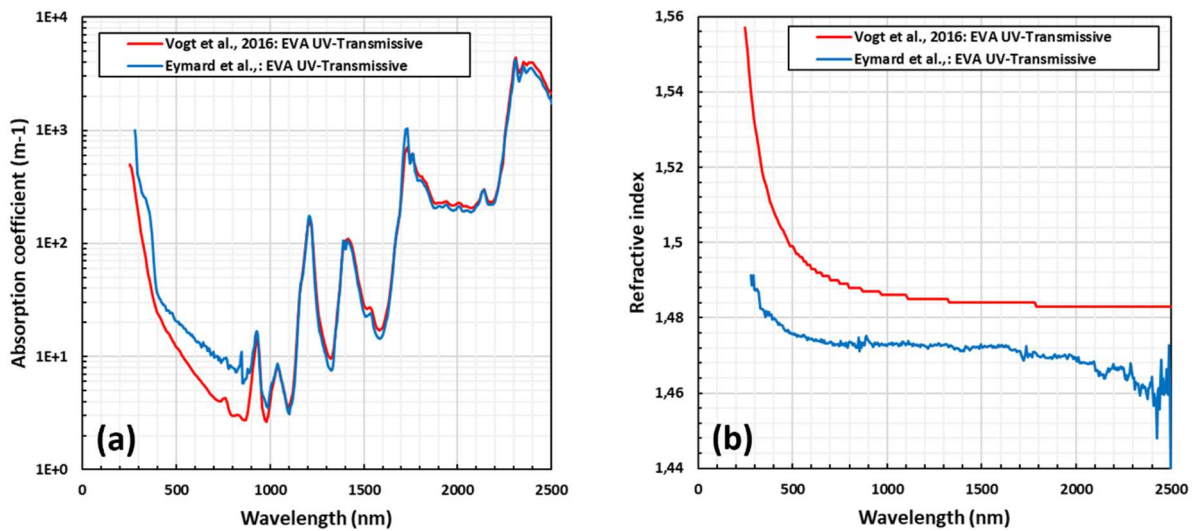 1E+4
1E+3
1E+2
1E+1
1E+0
Absorption coefficient (m-1)
Vogt et al., 2016: EVA UV-Transmissive
Eymard et al.,: EVA UV-Transmissive
(a)
0 500 1000 1500 2000 2500
Wavelength (nm)
1,56
1,54
1,52
1,5
1,48
1,46
1,44
Refractive index
Vogt et al., 2016: EVA UV-Transmissive
Eymard et al.,: EVA UV-Transmissive
(b)
0 500 1000 1500 2000 2500
Wavelength (nm)